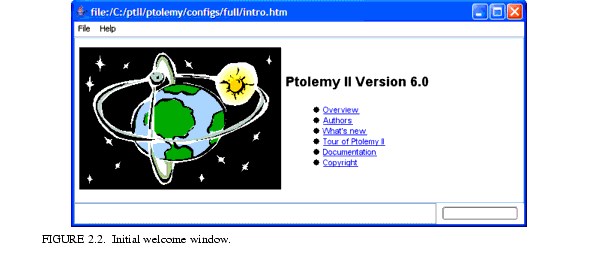 file:/C:/ptII/ptolemy/configs/full/intro.htm
File Help
Ptolemy II Version 6.0
Overview
Authors
What's new
Tour of Ptolemy II
Documentation
Copyright
FIGURE 2.2. Initial welcome window.